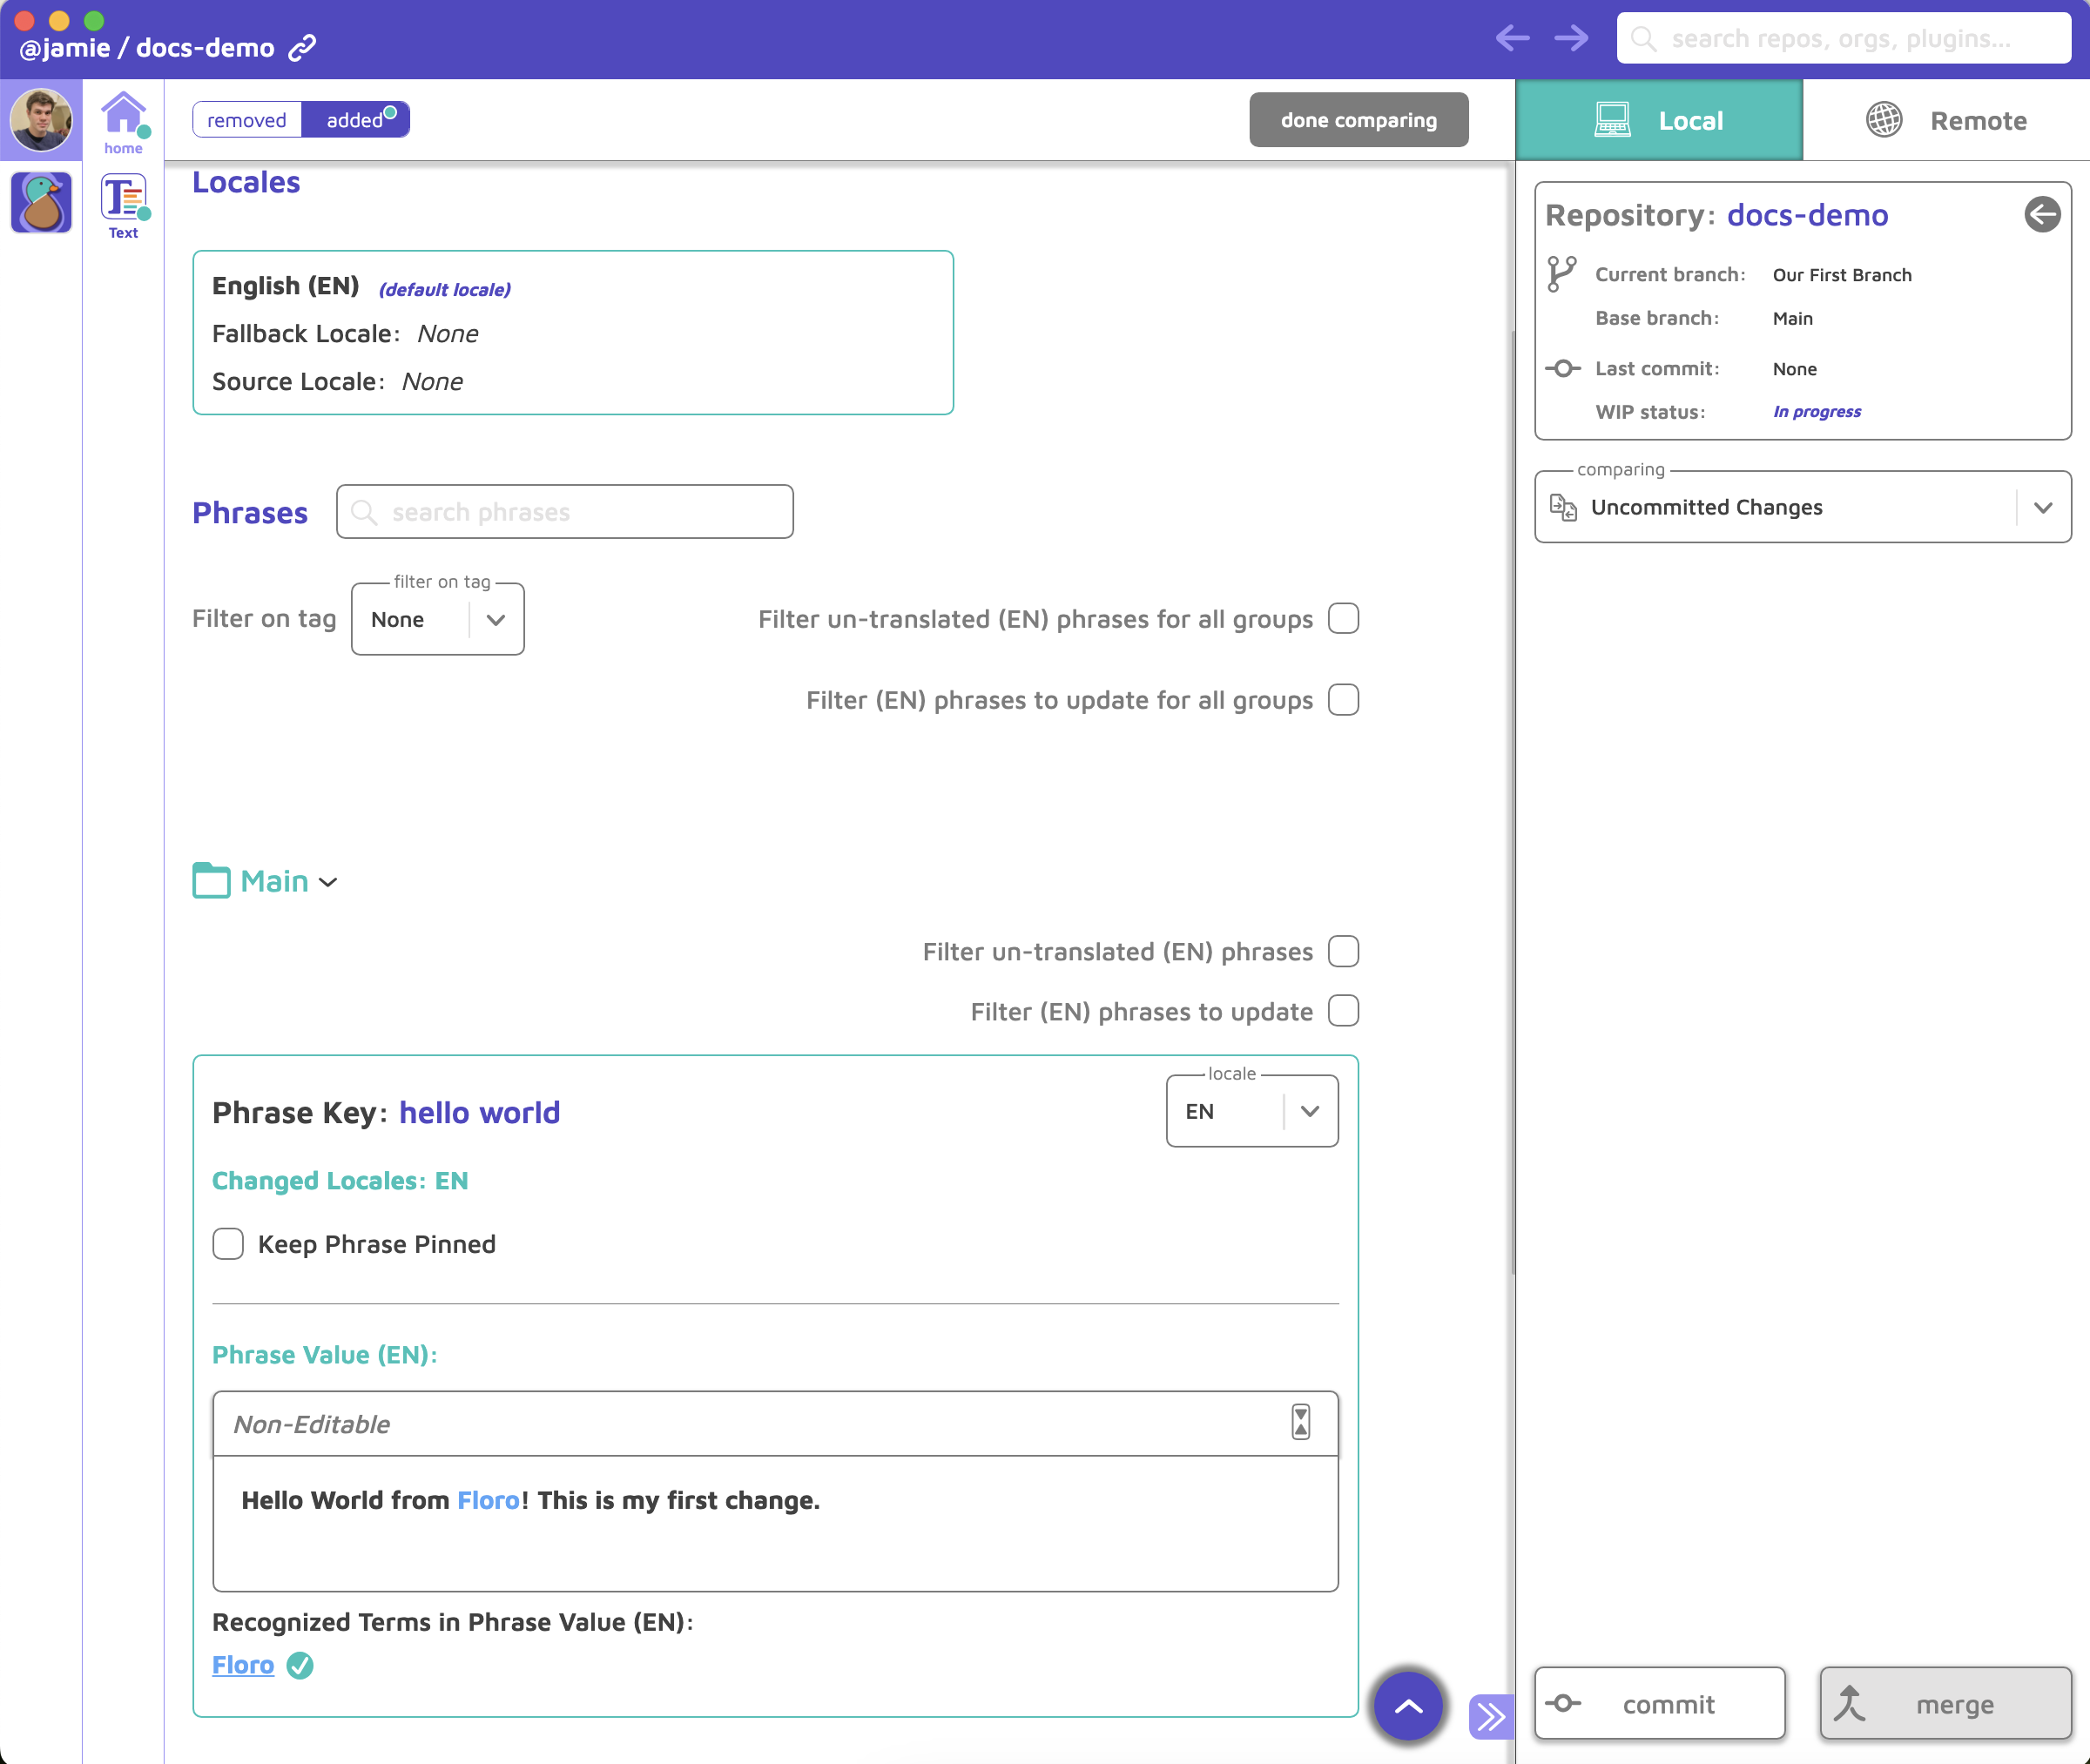 @jamie / docs-demo
search repos, orgs, plugins...
home
Text
removed
added
done comparing
Local
Remote
Locales
English (EN) (default locale)
Fallback Locale: None
Source Locale: None
Phrases
search phrases
filter on tag
Filter on tag
None
Filter un-translated (EN) phrases for all groups
Filter (EN) phrases to update for all groups
Main
Filter un-translated (EN) phrases
Filter (EN) phrases to update
locale
Phrase Key: hello world
EN
Changed Locales: EN
Keep Phrase Pinned
Phrase Value (EN):
Non-Editable
Hello World from Floro! This is my first change.
Recognized Terms in Phrase Value (EN):
Floro
Repository: docs-demo
Current branch: Our First Branch
Base branch: Main
Last commit: None
WIP status: In progress
comparing
Uncommitted Changes
commit
merge